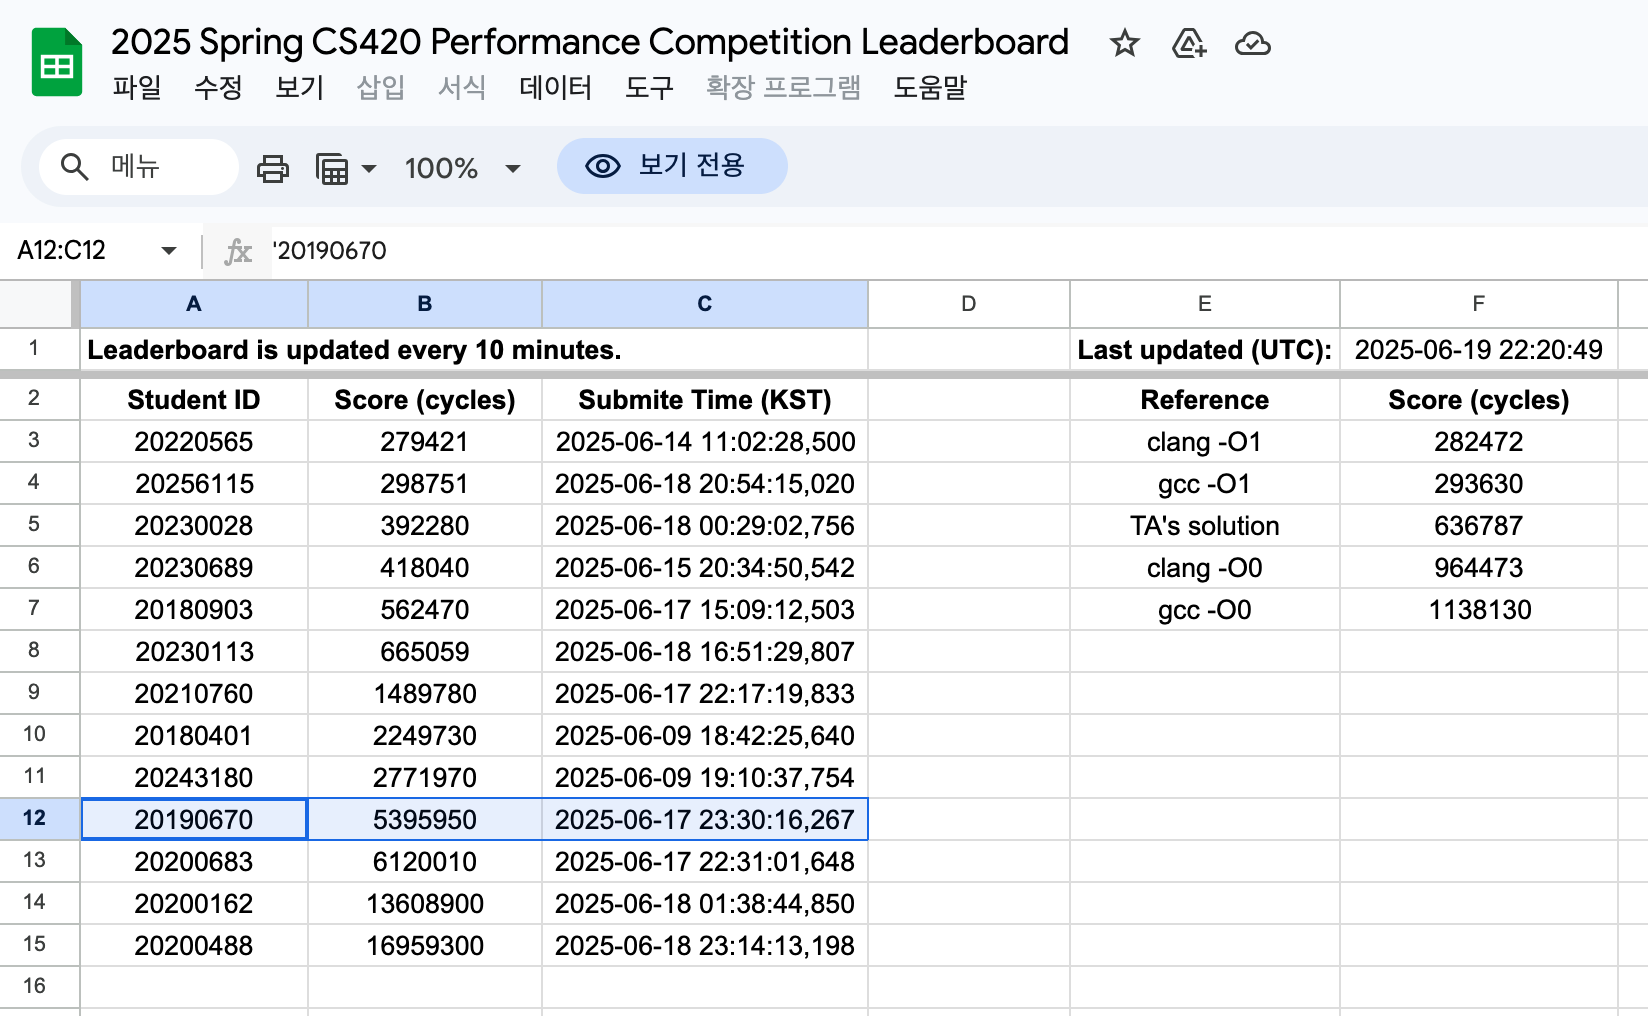 2025 Spring CS420 Performance Competition Leaderboard
파일 수정 보기 삽입 서식 데이터 도구 확장 프로그램 도움말
메뉴 100% 보기 전용
A12:C12 fx '20190670
A B C D E F
1 Leaderboard is updated every 10 minutes. Last updated (UTC): 2025-06-19 22:20:49
2 Student ID Score (cycles) Submite Time (KST) Reference Score (cycles)
3 20220565 279421 2025-06-14 11:02:28,500 clang -O1 282472
4 20256115 298751 2025-06-18 20:54:15,020 gcc -O1 293630
5 20230028 392280 2025-06-18 00:29:02,756 TA's solution 636787
6 20230689 418040 2025-06-15 20:34:50,542 clang -O0 964473
7 20180903 562470 2025-06-17 15:09:12,503 gcc -O0 1138130
8 20230113 665059 2025-06-18 16:51:29,807
9 20210760 1489780 2025-06-17 22:17:19,833
10 20180401 2249730 2025-06-09 18:42:25,640
11 20243180 2771970 2025-06-09 19:10:37,754
12 20190670 5395950 2025-06-17 23:30:16,267
13 20200683 6120010 2025-06-17 22:31:01,648
14 20200162 13608900 2025-06-18 01:38:44,850
15 20200488 16959300 2025-06-18 23:14:13,198
16